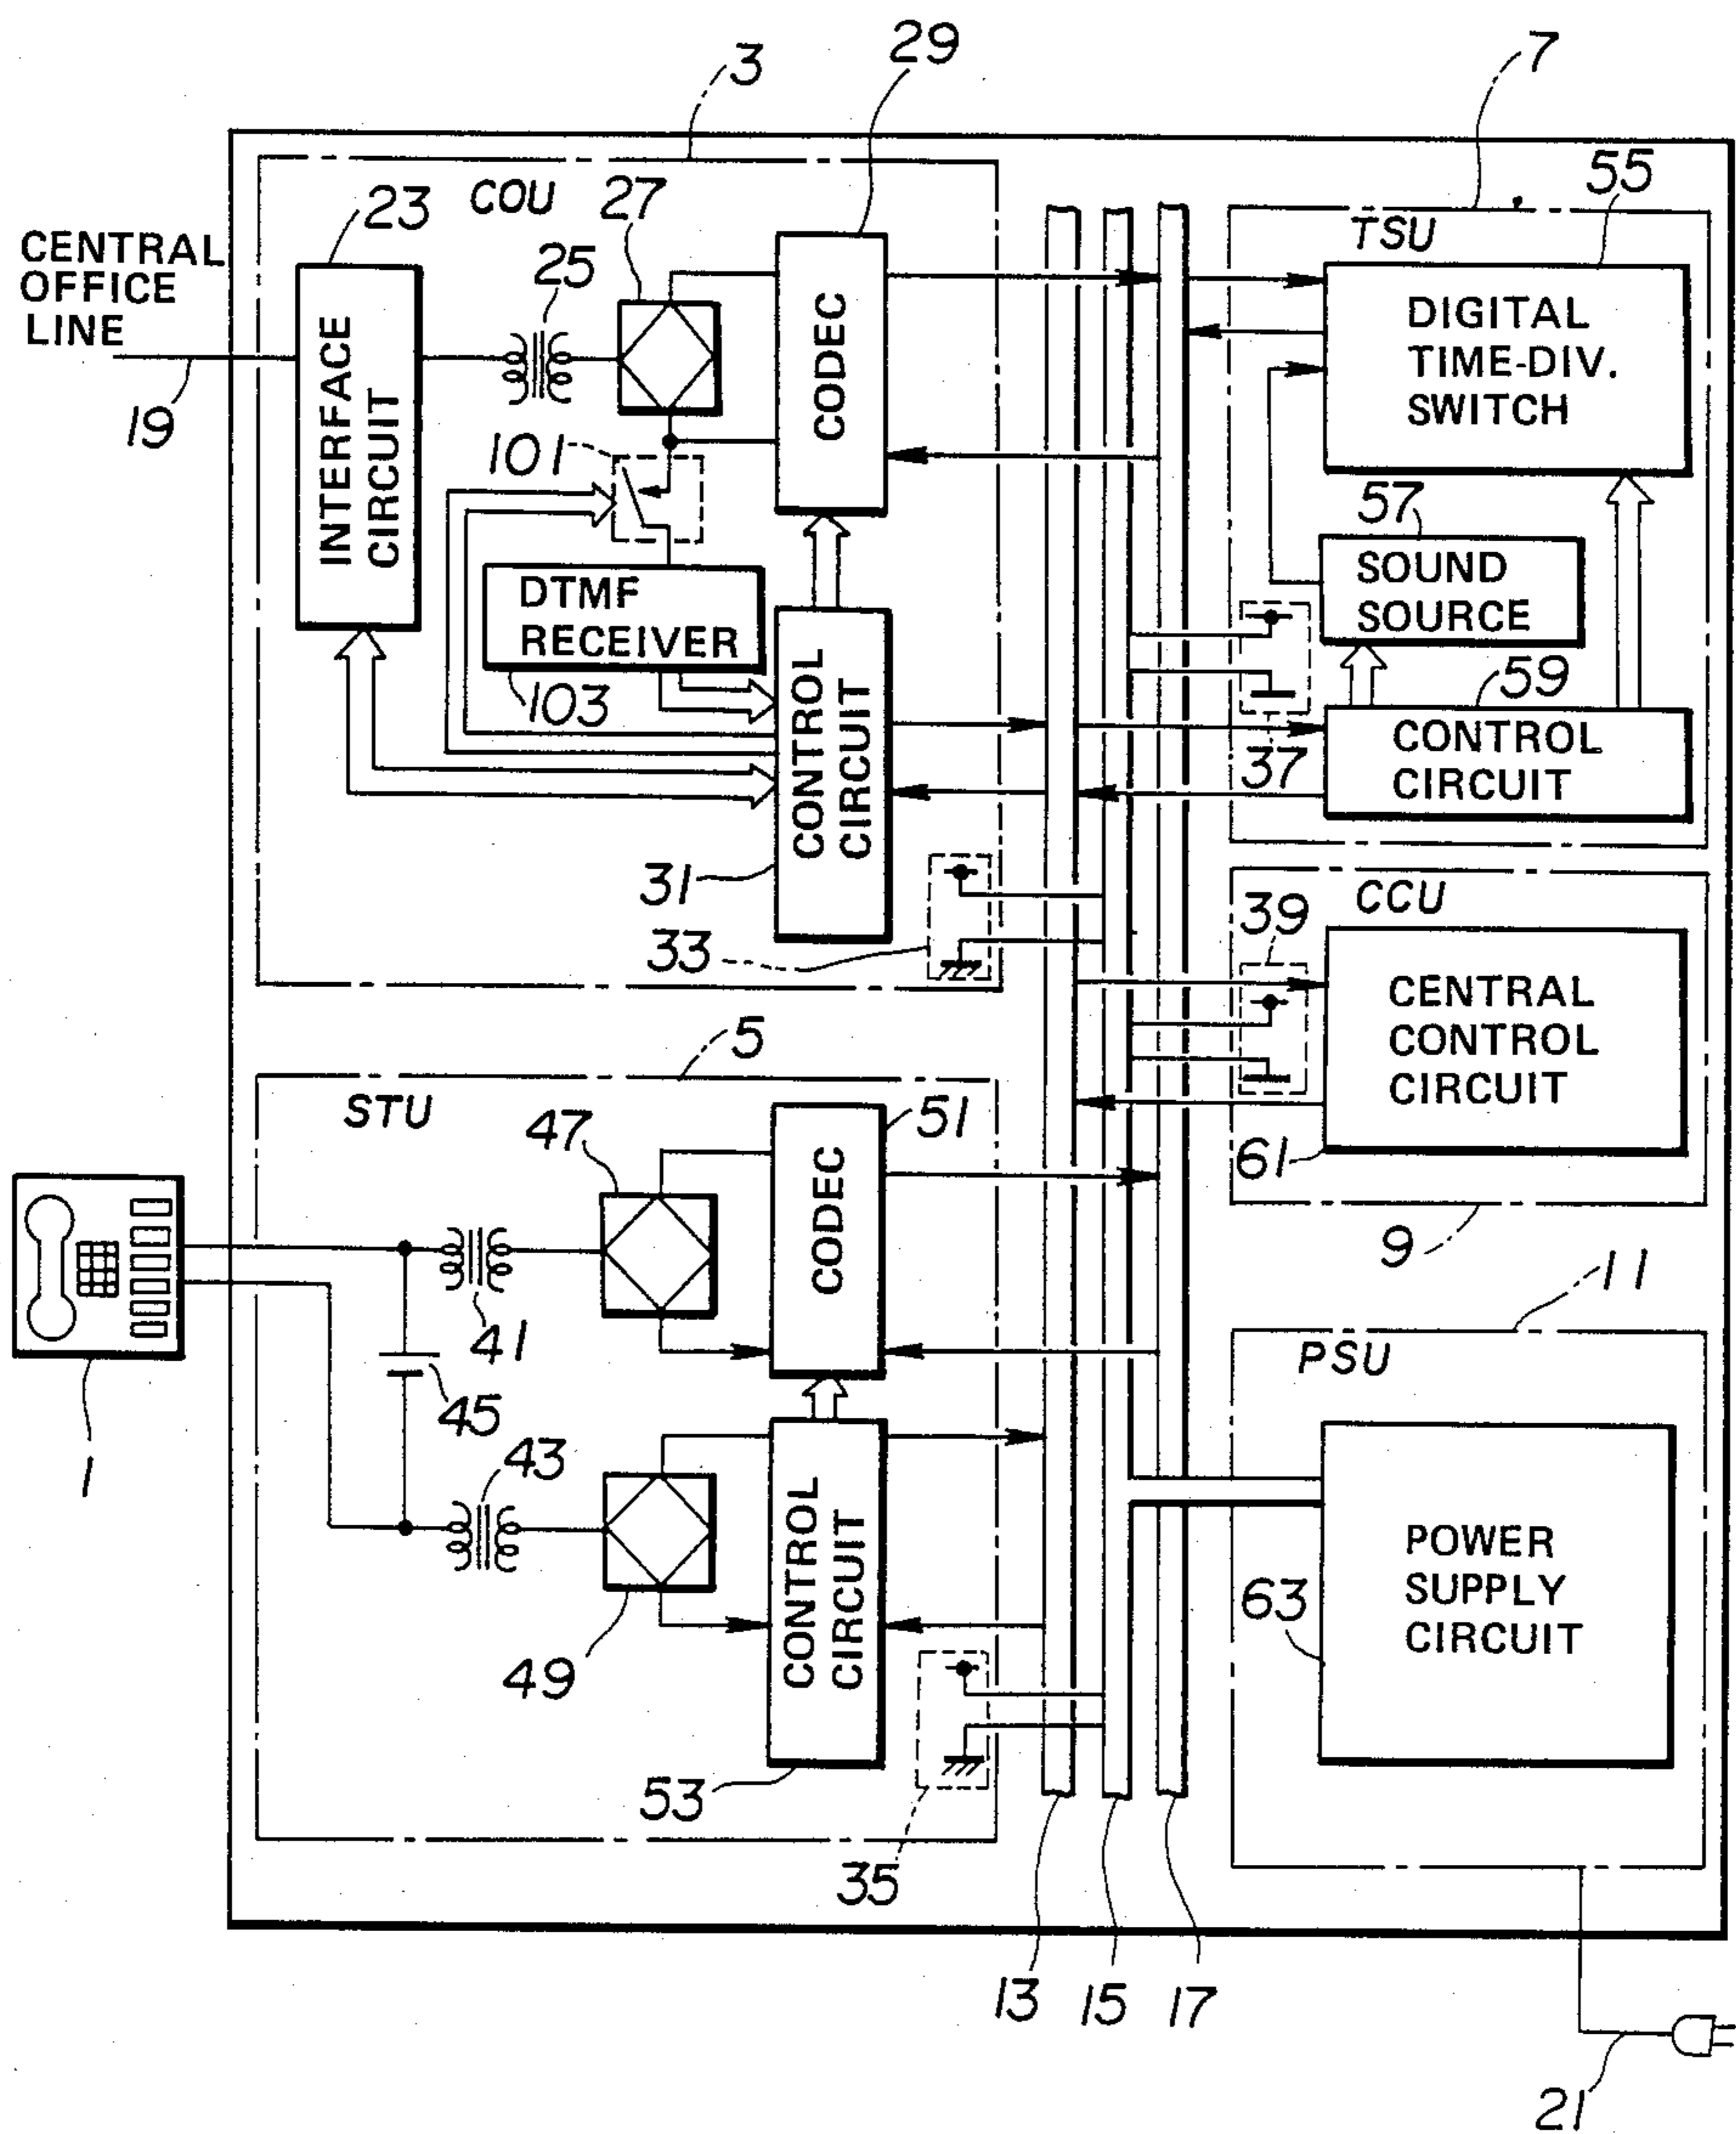 3
29
7
COU
23
27
25
55
TSU
CENTRAL
OFFICE
LINE
19
INTERFACE
CIRCUIT
CODEC
DIGITAL
TIME-DIV.
SWITCH
101
57
SOUND
SOURCE
DTMF
RECEIVER
103
CONTROL
CIRCUIT
59
37
CONTROL
CIRCUIT
31
33
CCU
39
CENTRAL
CONTROL
CIRCUIT
61
9
5
STU
47
51
CODEC
41
45
43
1
49
CONTROL
CIRCUIT
53
35
11
PSU
63
POWER
SUPPLY
CIRCUIT
13
15
17
21